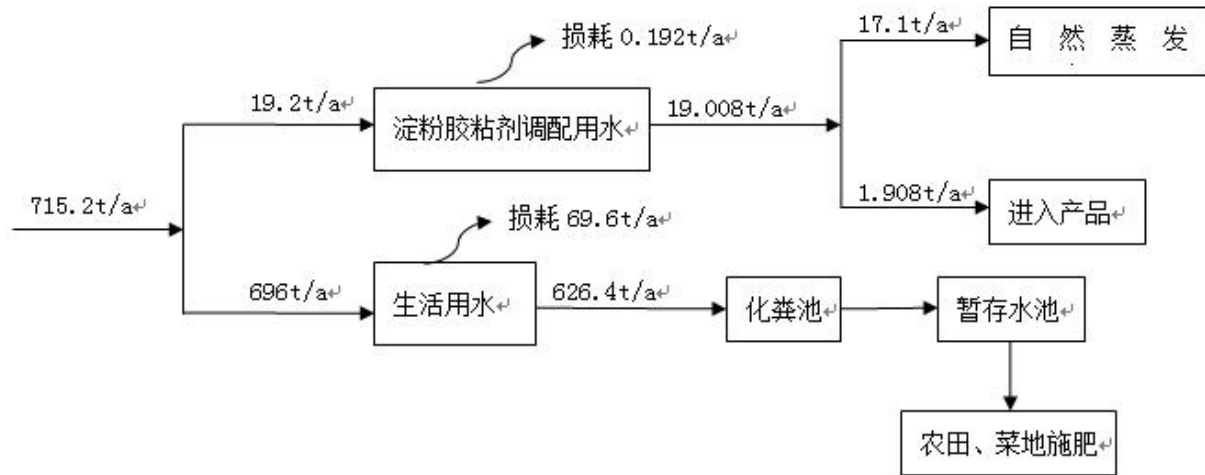 损耗 0.192t/a
17.1t/a
自 然 蒸 发
19.2t/a
淀粉胶粘剂调配用水
19.008t/a
715.2t/a
1.908t/a
进入产品
损耗 69.6t/a
696t/a
生活用水
626.4t/a
化粪池
暂存水池
农田、菜地施肥